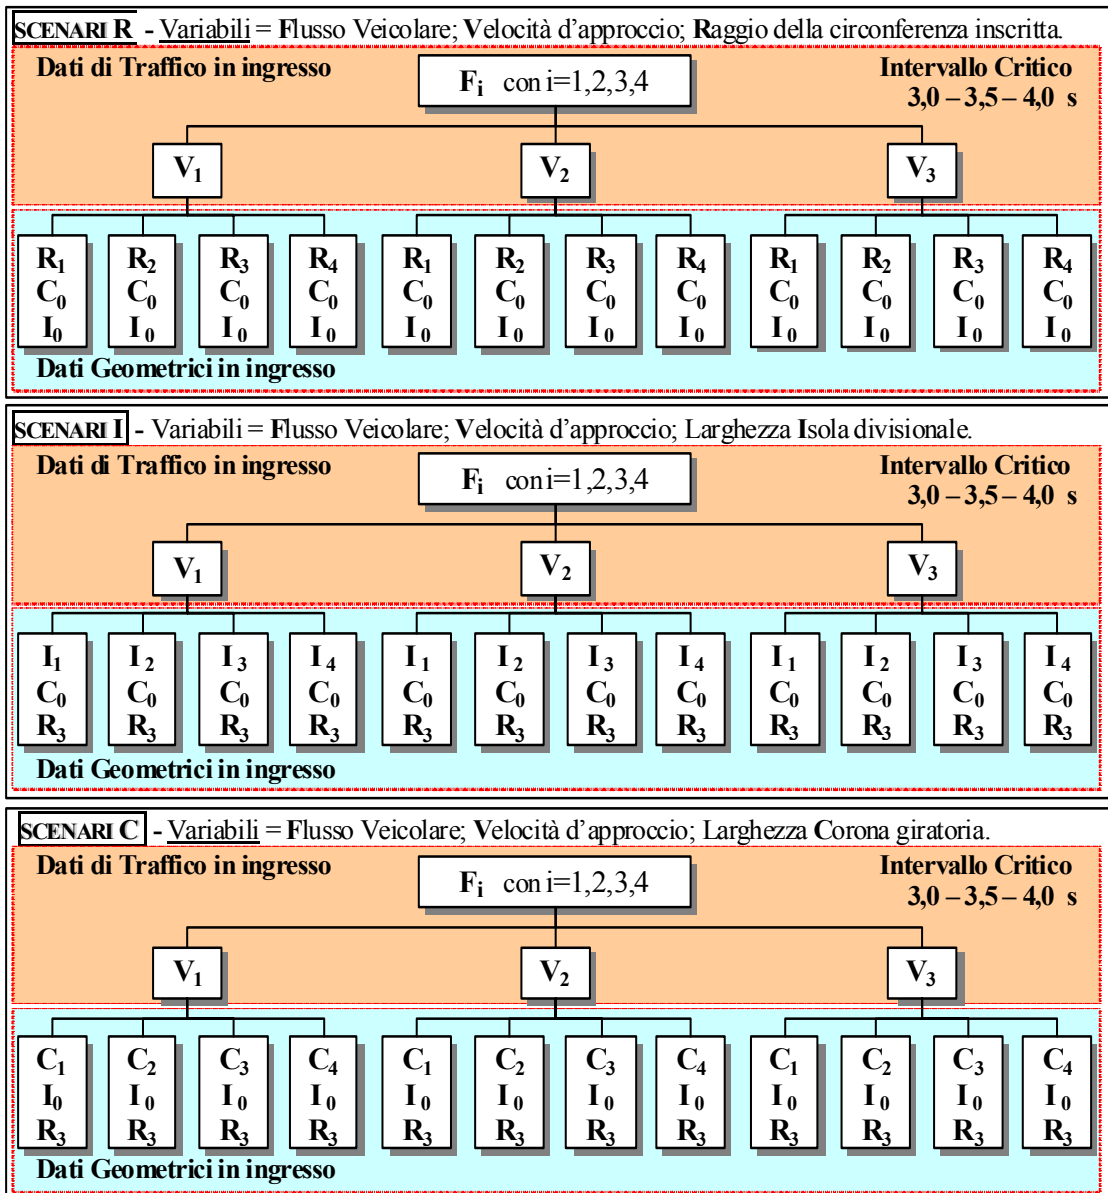 SCENARI R - Variabili = Flusso Veicolare; Velocità d'approccio; Raggio della circonferenza inscritta.
Dati di Traffico in ingresso
Intervallo Critico
3,0 – 3,5 – 4,0 s
Fi con i=1,2,3,4
V1 V2 V3
R1 R2 R3 R4 R1 R2 R3 R4 R1 R2 R3 R4
C0 C0 C0 C0 C0 C0 C0 C0 C0 C0 C0 C0
I0 I0 I0 I0 I0 I0 I0 I0 I0 I0 I0 I0
Dati Geometrici in ingresso
SCENARI I - Variabili = Flusso Veicolare; Velocità d'approccio; Larghezza Isola divisionale.
Dati di Traffico in ingresso
Intervallo Critico
3,0 – 3,5 – 4,0 s
Fi con i=1,2,3,4
V1 V2 V3
I1 I2 I3 I4 I1 I2 I3 I4 I1 I2 I3 I4
C0 C0 C0 C0 C0 C0 C0 C0 C0 C0 C0 C0
R3 R3 R3 R3 R3 R3 R3 R3 R3 R3 R3 R3
Dati Geometrici in ingresso
SCENARI C - Variabili = Flusso Veicolare; Velocità d'approccio; Larghezza Corona giratoria.
Dati di Traffico in ingresso
Intervallo Critico
3,0 – 3,5 – 4,0 s
Fi con i=1,2,3,4
V1 V2 V3
C1 C2 C3 C4 C1 C2 C3 C4 C1 C2 C3 C4
I0 I0 I0 I0 I0 I0 I0 I0 I0 I0 I0 I0
R3 R3 R3 R3 R3 R3 R3 R3 R3 R3 R3 R3
Dati Geometrici in ingresso